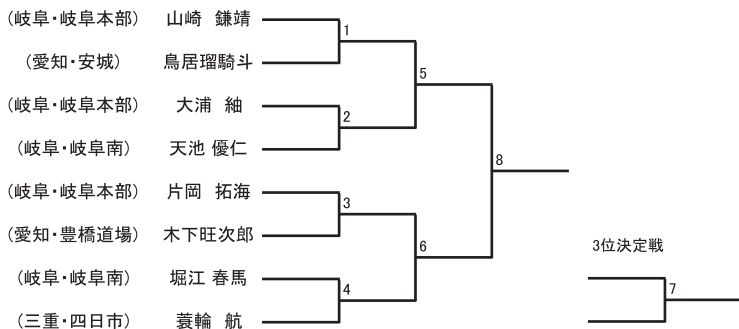 (岐阜・岐阜本部) 山崎 鎌靖
1
(愛知・安城) 鳥居瑠騎斗
5
(岐阜・岐阜本部) 大浦 紬
2
(岐阜・岐阜南) 天池 優仁
8
(岐阜・岐阜本部) 片岡 拓海
3
(愛知・豊橋道場) 木下旺次郎
6
3位決定戦
(岐阜・岐阜南) 堀江 春馬
7
4
(三重・四日市) 蓑輪 航